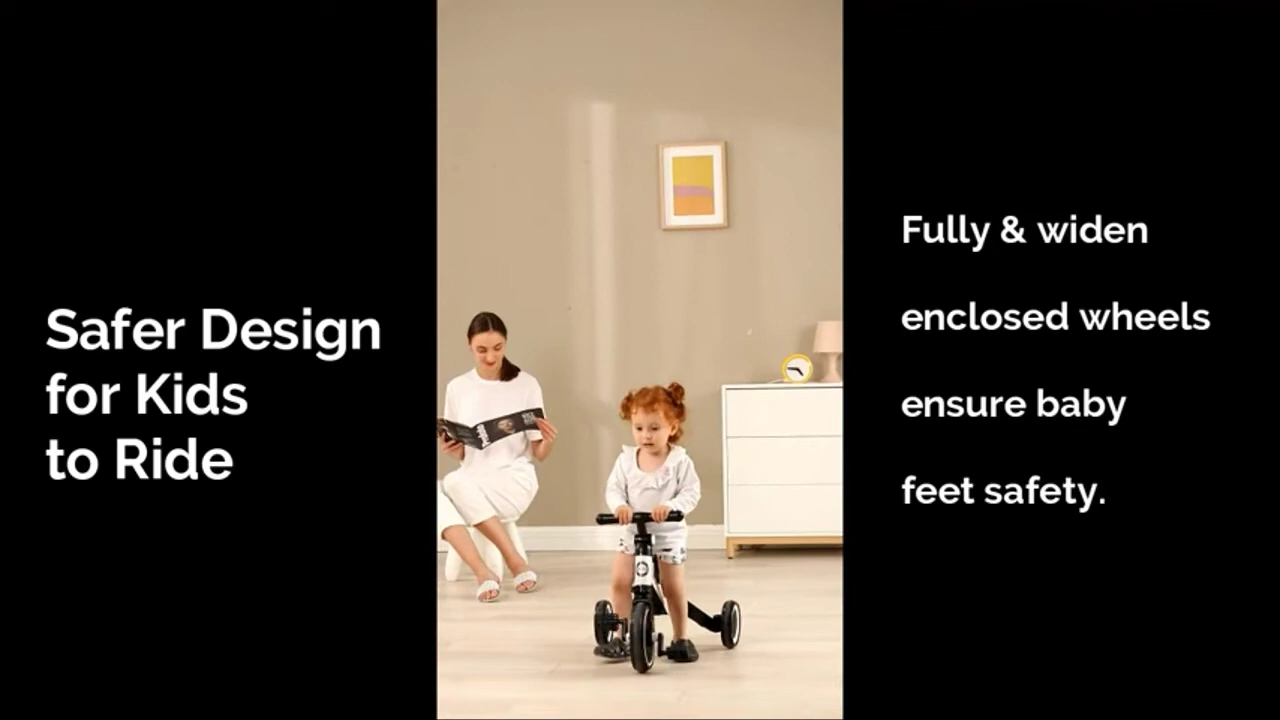 Safer Design
for Kids
to Ride
Fully & widen
enclosed wheels
ensure baby
feet safety.